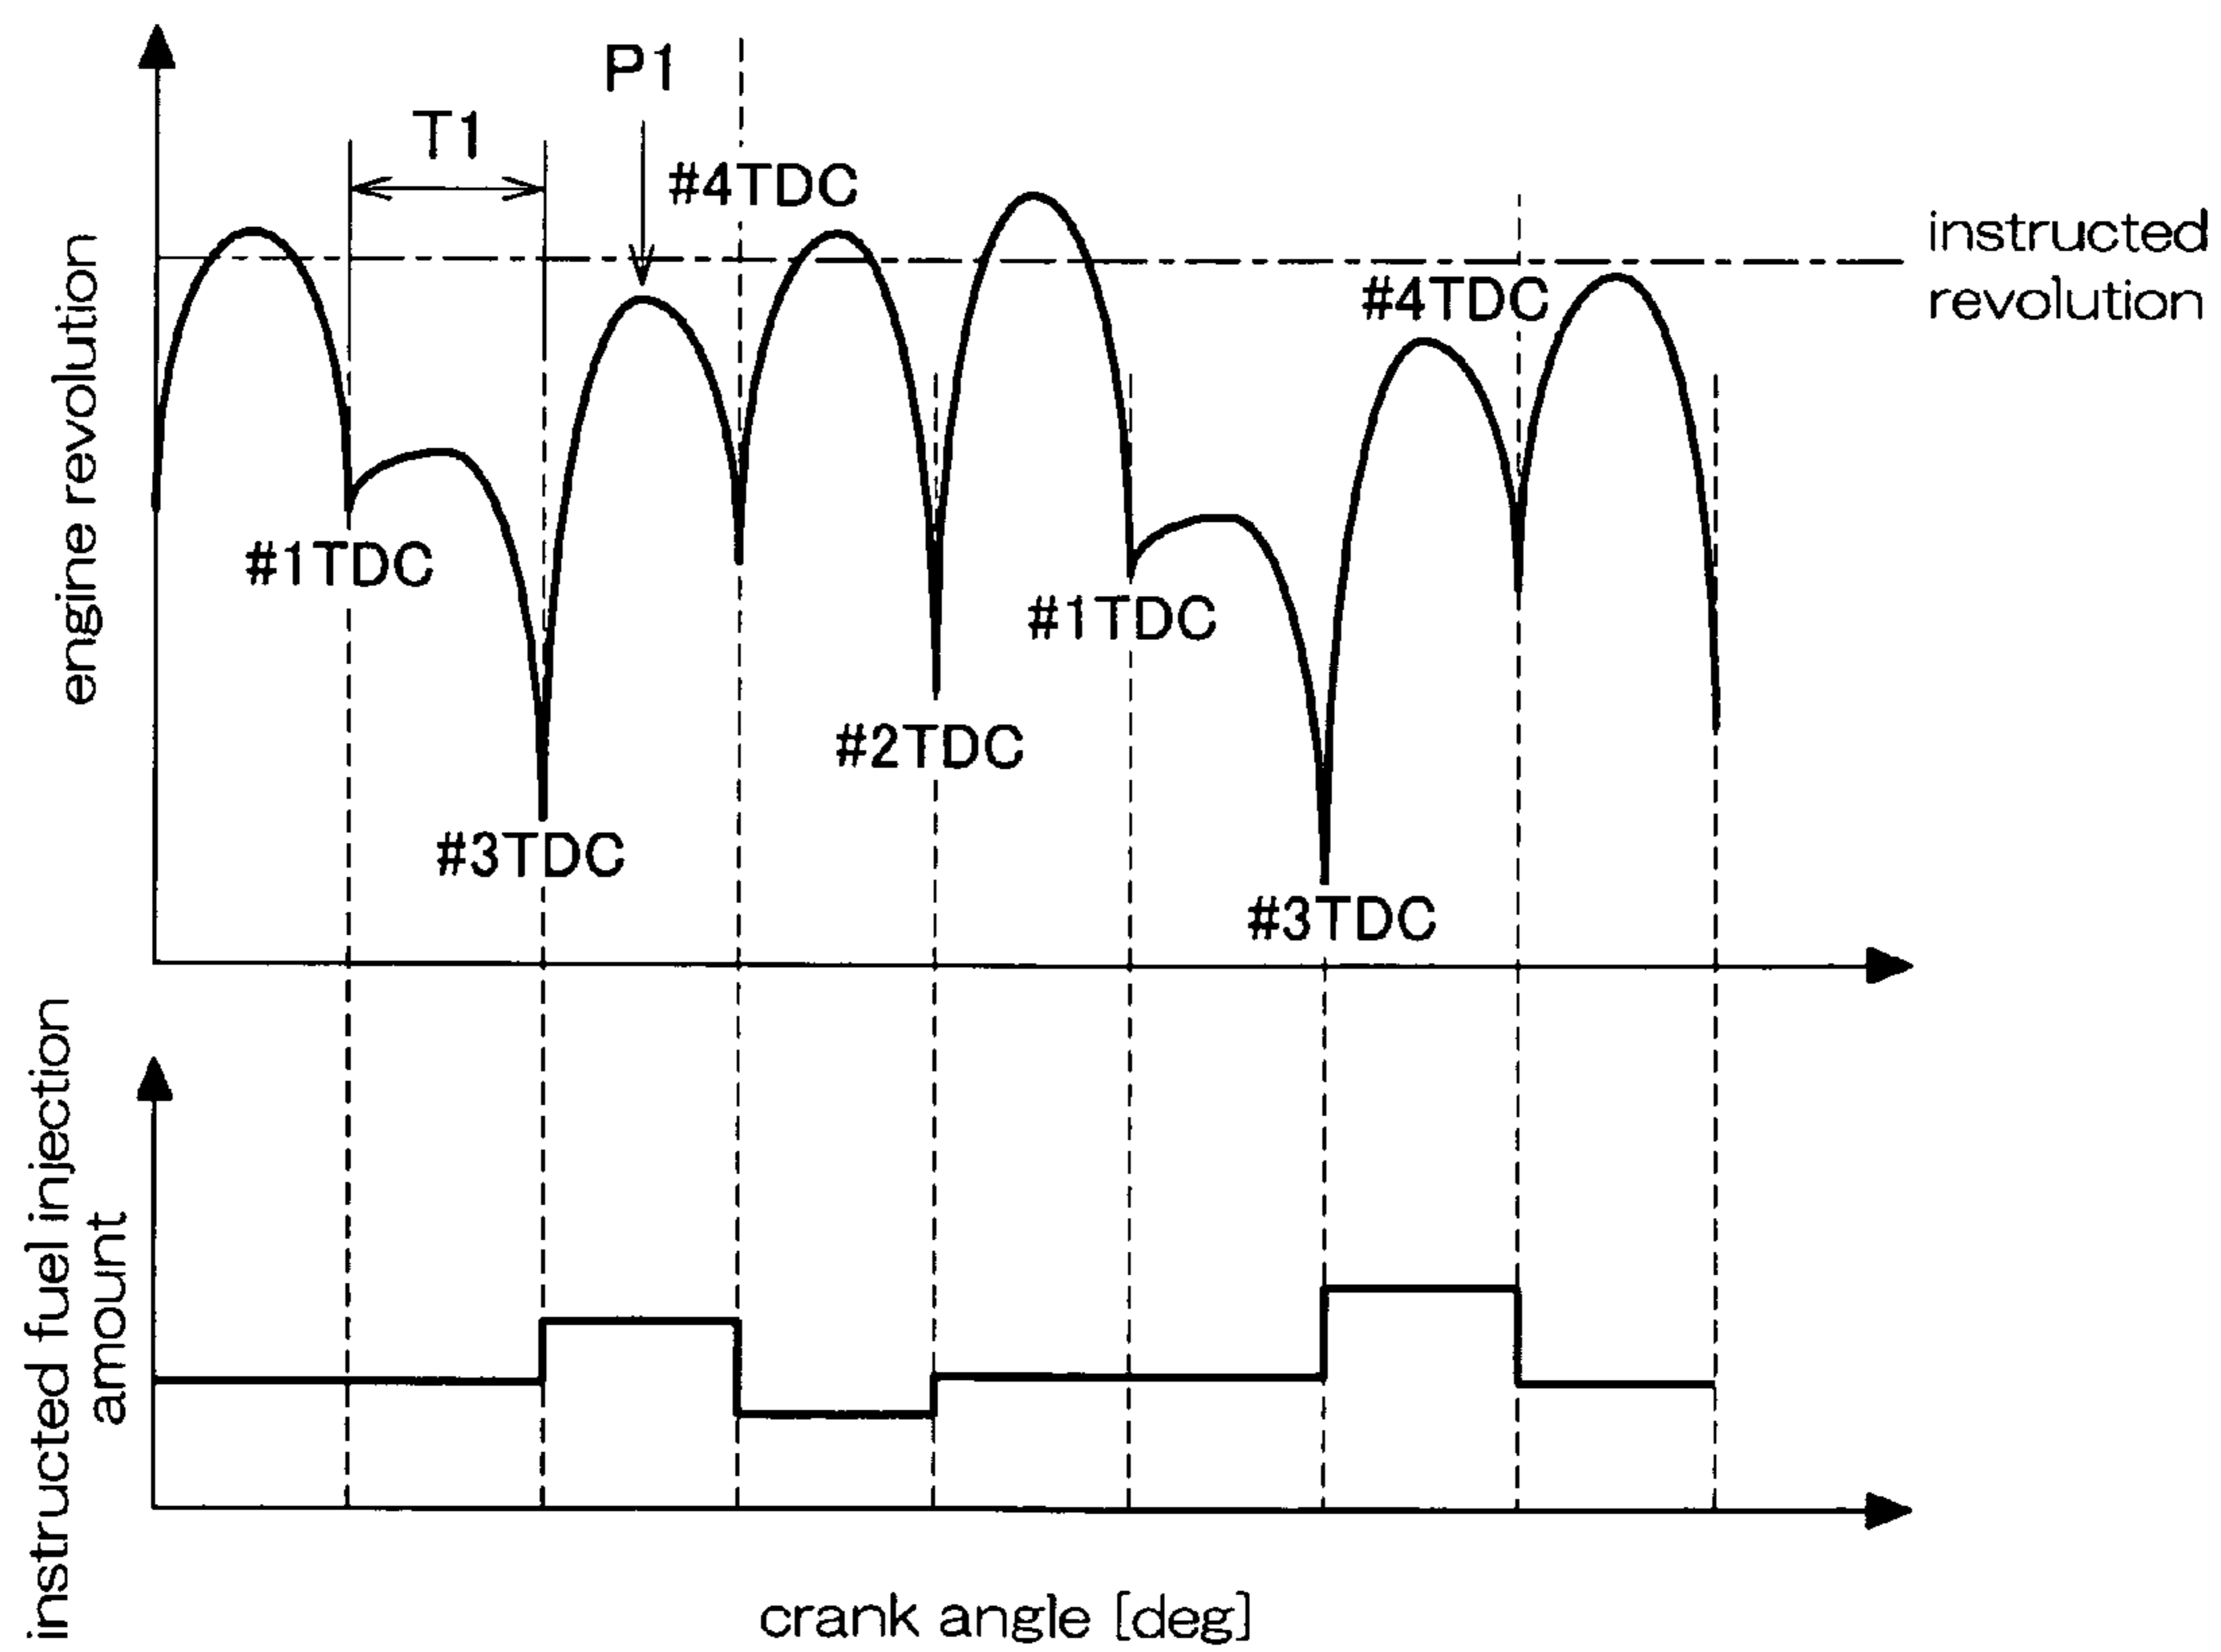 P1
T1
#4TDC
instructed
revolution
#4TDC
engine revolution
#1TDC
#1TDC
#2TDC
#3TDC
#3TDC
instructed fuel injection
amount
crank angle [deg]